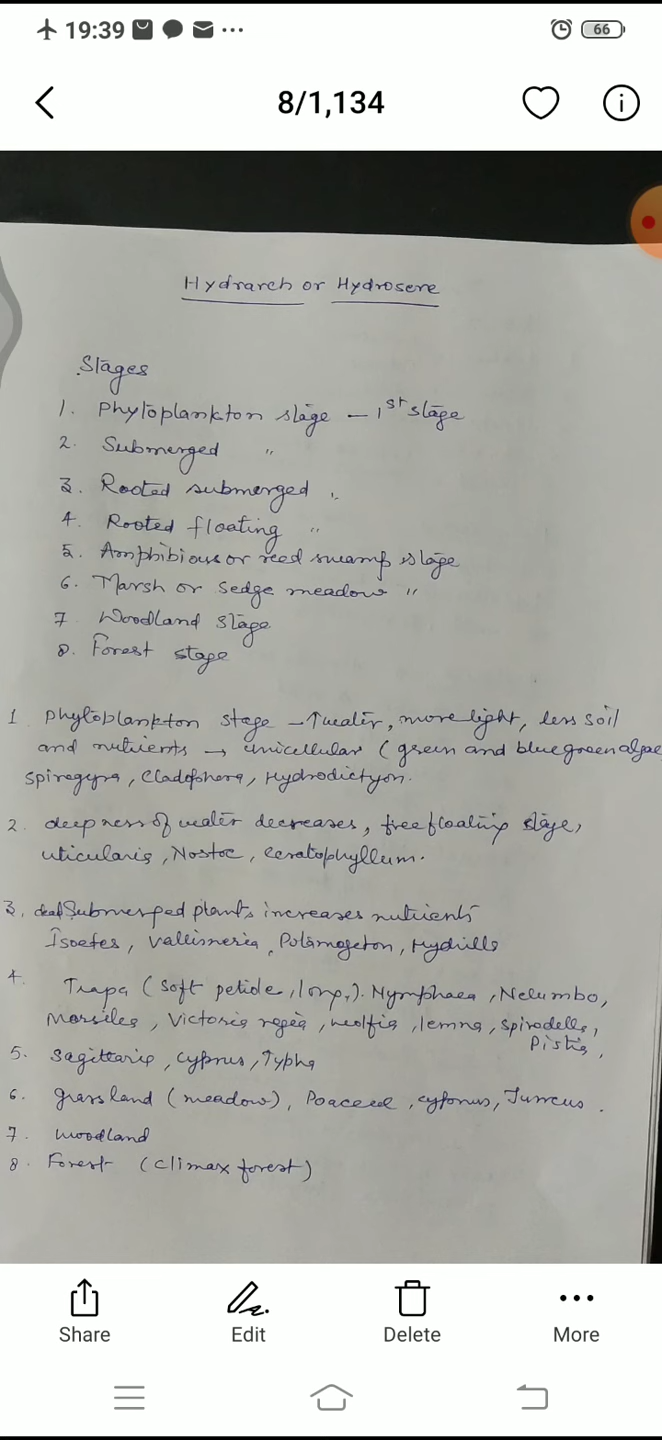 19:39
66
8/1,134
Hydrarch or Hydrosere
Stages
1. Phytoplankton stage – 1st stage
2. Submerged "
3. Rooted submerged "
4. Rooted floating "
5. Amphibious or reed swamp stage
6. Marsh or Sedge meadow "
7 Woodland stage
8. Forest stage
1 Phytoplankton stage – ↑water, more light, less soil
and nutrients → unicellular (green and bluegreen algae
spirogyra, Cladophora, Hydrodictyon.
2. deepness of water decreases, free floating stage,
uticularia, Nostoc, Ceratophyllum.
3. Submerged plants increases nutrients
Isoetes, Vallisneria, Potamogeton, Hydrilla
4. Trapa (soft petiole, long,). Nymphaea, Nelumbo,
Marsilea, Victoria regea, wolfia, lemna, spirodella,
Pistia,
5. Sagittaria, cyprus, Typha
6. grassland (meadow), Poaceae, cyperus, Juncus.
7. woodland
8. Forest (climax forest)
Share
Edit
Delete
More